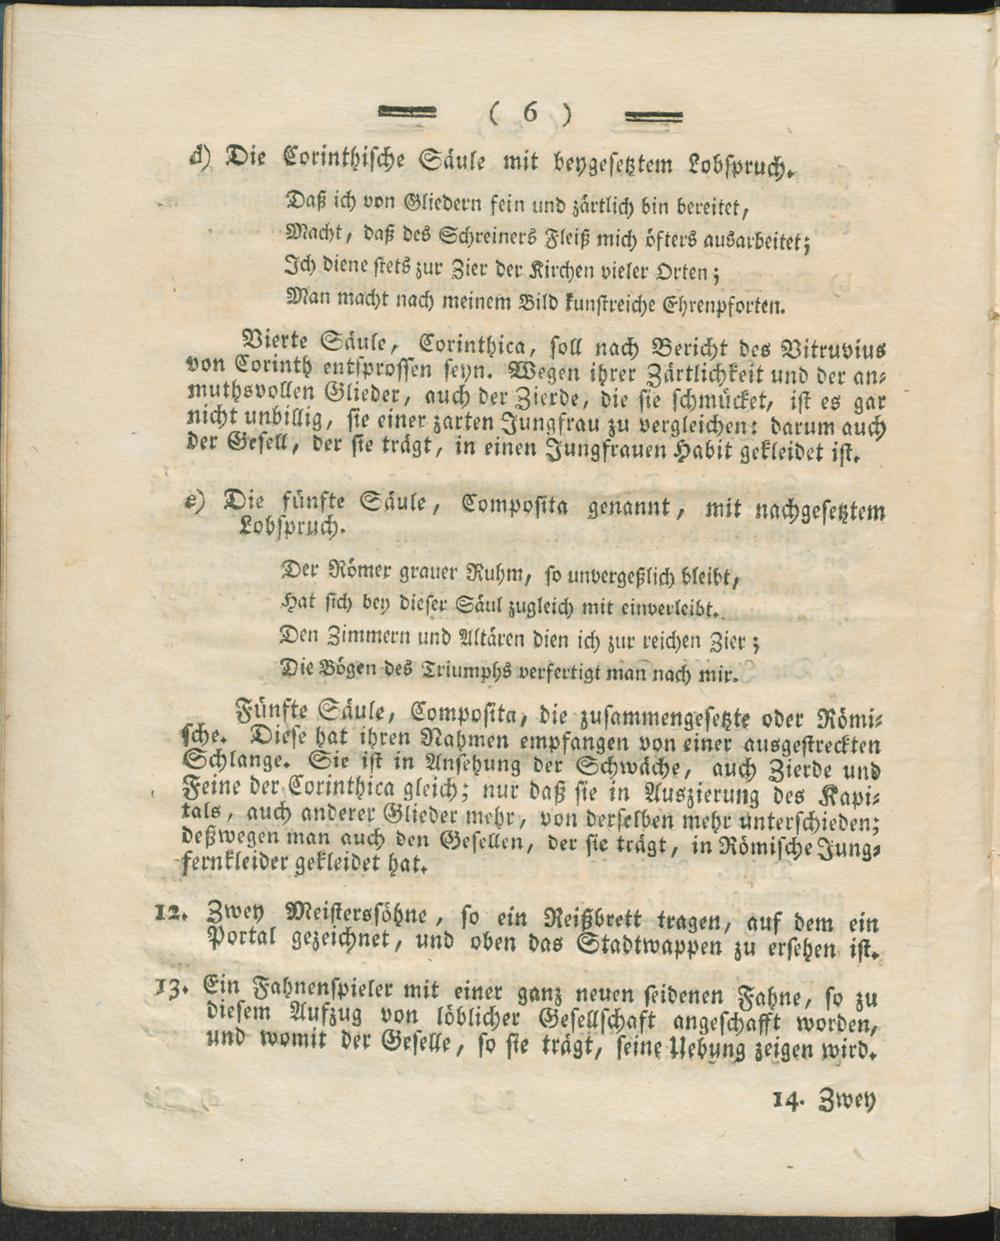 ( 6 )
d) Die Corinthische Säule mit beygesetztem Lobspruch.
Daß ich von Gliedern fein und zärtlich bin bereitet,
Macht, daß des Schreiners Fleiß mich öfters ausarbeitet;
Ich diene stets zur Zier der Kirchen vieler Orten;
Man macht nach meinem Bild kunstreiche Ehrenpforten.
Vierte Säule, Corinthica, soll nach Bericht des Vitruvius
von Corinth entsprossen seyn. Wegen ihrer Zärtlichkeit und der an-
muthsvollen Glieder, auch der Zierde, die sie schmücket, ist es gar
nicht unbillig, sie einer zarten Jungfrau zu vergleichen: darum auch
der Gesell, der sie trägt, in einen Jungfrauen Habit gekleidet ist.
e) Die fünfte Säule, Composita genannt, mit nachgesetztem
Lobspruch.
Der Römer grauer Ruhm, so unvergeßlich bleibt,
Hat sich bey dieser Säul zugleich mit einverleibt.
Den Zimmern und Altären dien ich zur reichen Zier;
Die Bögen des Triumphs verfertigt man nach mir.
Fünfte Säule, Composita, die zusammengesetzte oder Römi-
sche. Diese hat ihren Nahmen empfangen von einer ausgestreckten
Schlange. Sie ist in Ansehung der Schwäche, auch Zierde und
Feine der Corinthica gleich; nur daß sie in Auszierung des Kapi-
tals, auch anderer Glieder mehr, von derselben mehr unterschieden;
deßwegen man auch den Gesellen, der sie trägt, in Römische Jung-
fernkleider gekleidet hat.
12. Zwey Meisterssöhne, so ein Reißbrett tragen, auf dem ein
Portal gezeichnet, und oben das Stadtwappen zu ersehen ist.
13. Ein Fahnenspieler mit einer ganz neuen seidenen Fahne, so zu
diesem Aufzug von löblicher Gesellschaft angeschafft worden,
und womit der Geselle, so sie trägt, seine Uebung zeigen wird.
14. Zwey